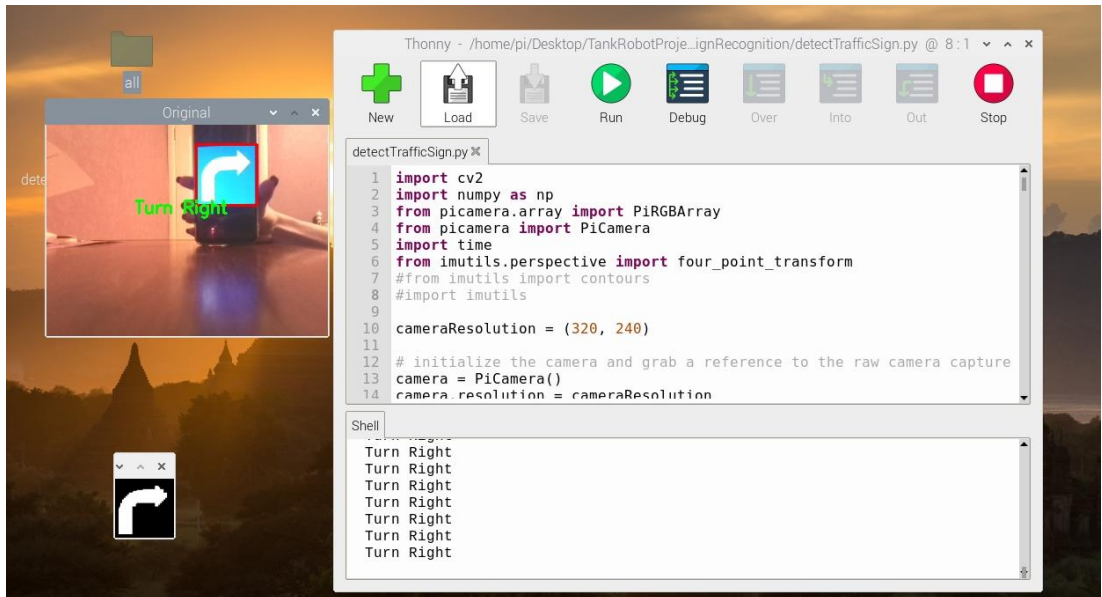 all
Original
dete
Turn Right
Thonny - /home/pi/Desktop/TankRobotProje…ignRecognition/detectTrafficSign.py @ 8:1
New Load Save Run Debug Over Into Out Stop
detectTrafficSign.py
1 import cv2
2 import numpy as np
3 from picamera.array import PiRGBArray
4 from picamera import PiCamera
5 import time
6 from imutils.perspective import four_point_transform
7 #from imutils import contours
8 #import imutils
9
10 cameraResolution = (320, 240)
11
12 # initialize the camera and grab a reference to the raw camera capture
13 camera = PiCamera()
14 camera.resolution = cameraResolution
Shell
Turn Right
Turn Right
Turn Right
Turn Right
Turn Right
Turn Right
Turn Right